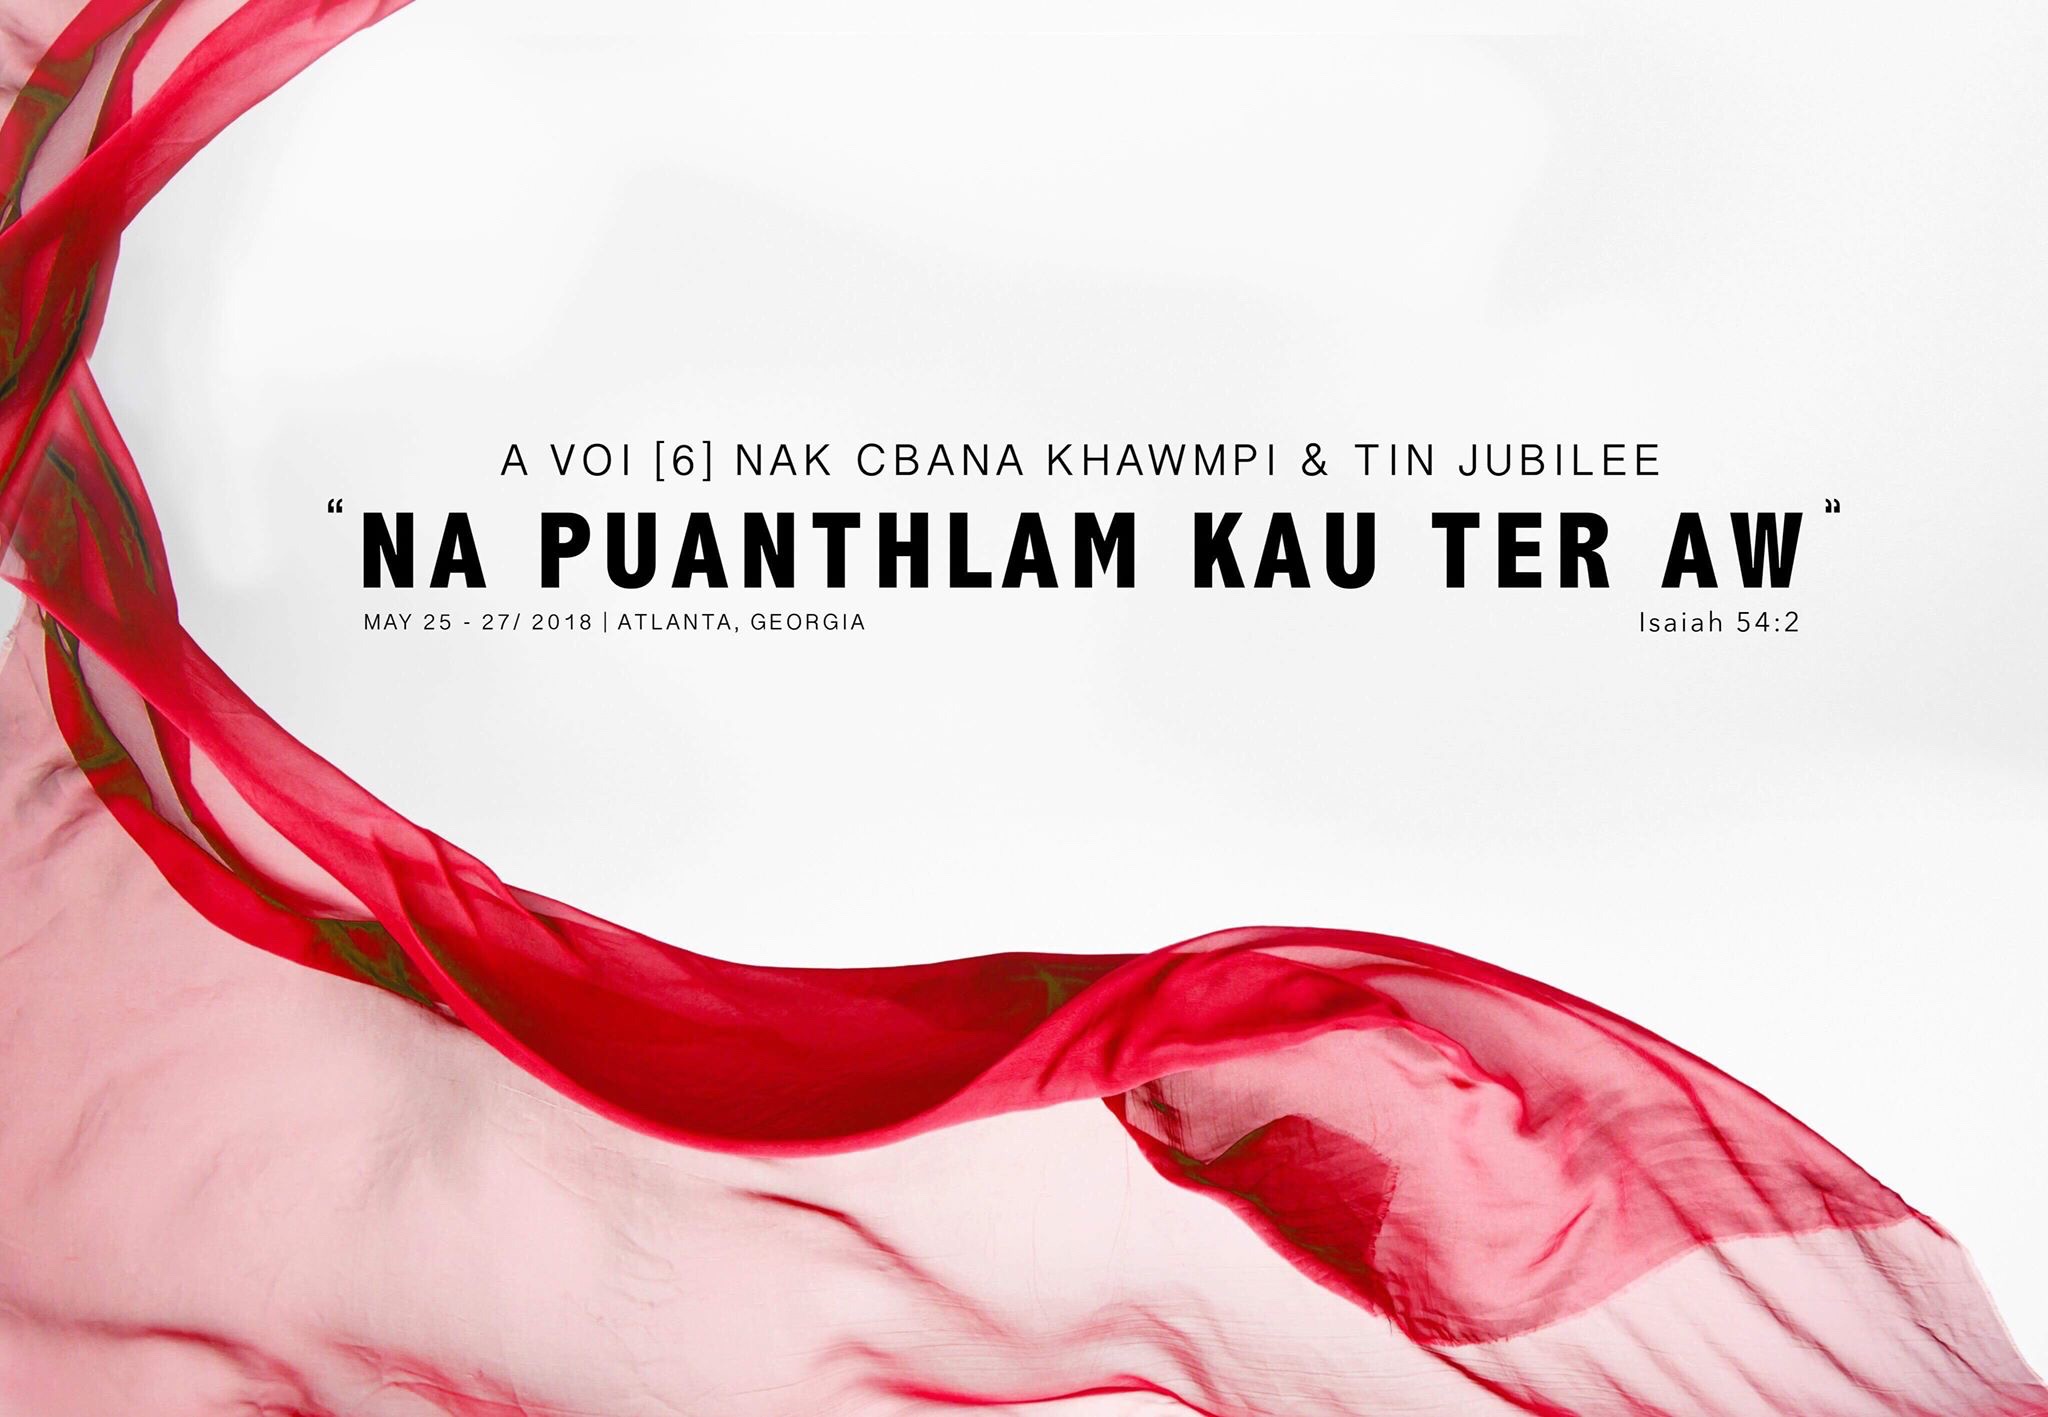 A VOI [6] NAK CBANA KHAWMPI & TIN JUBILEE
“NA PUANTHLAM KAU TER AW”
MAY 25 - 27/ 2018 | ATLANTA, GEORGIA
Isaiah 54:2